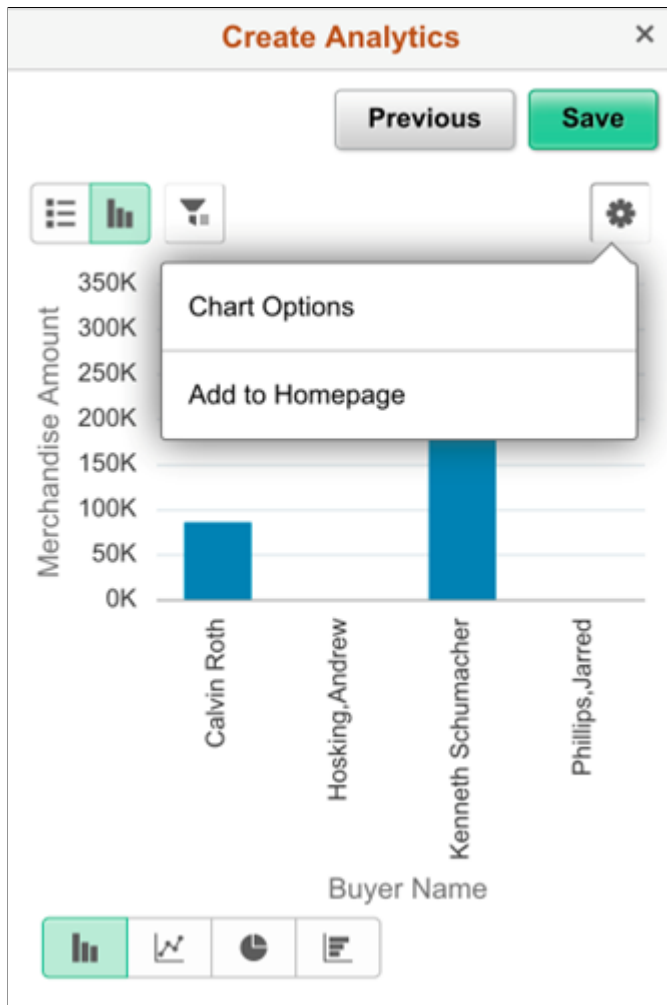 Create Analytics ×
Previous
Save
Chart Options
Add to Homepage
350K
300K
250K
200K
150K
100K
50K
0K
Merchandise Amount
Calvin Roth
Hosking,Andrew
Kenneth Schumacher
Phillips,Jarred
Buyer Name